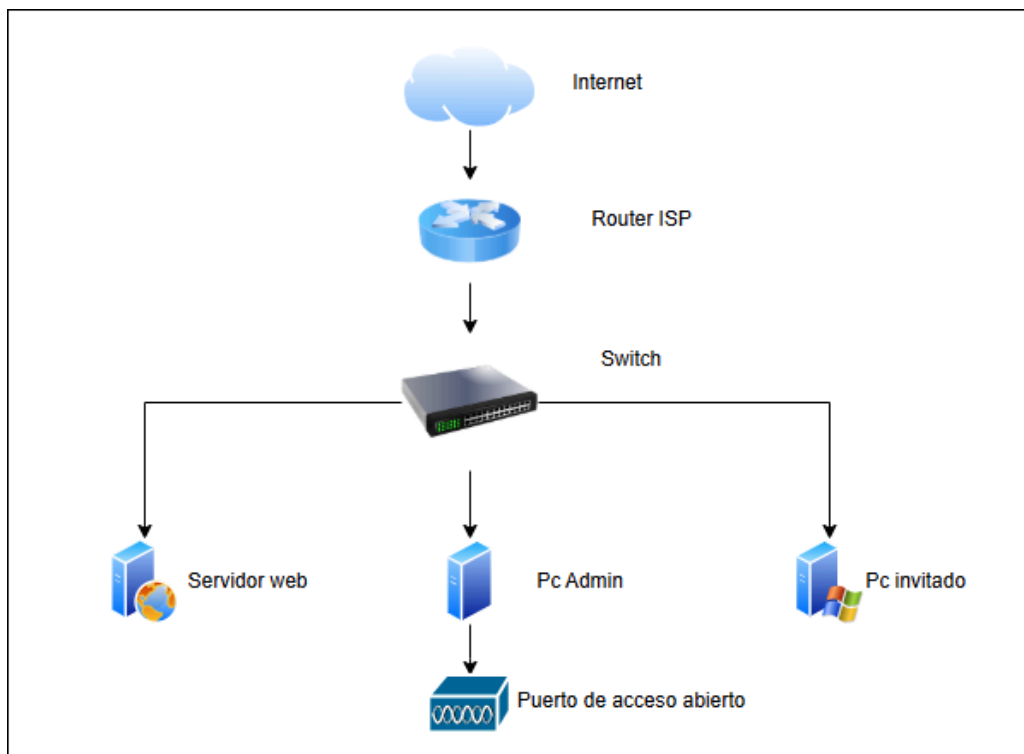 Internet
Router ISP
Switch
Servidor web
Pc Admin
Pc invitado
Puerto de acceso abierto